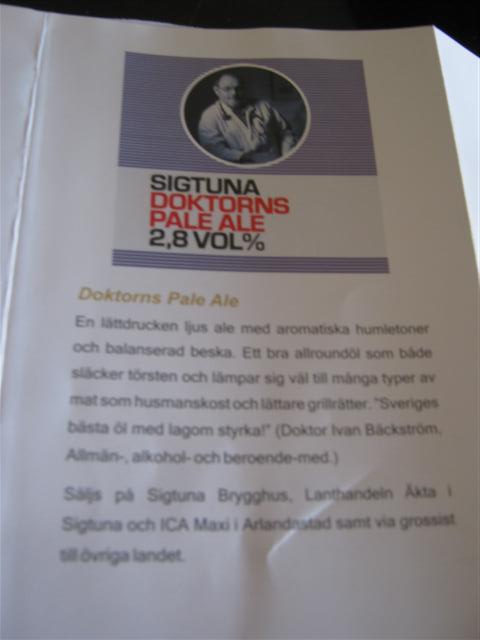 SIGTUNA
DOKTORNS
PALE ALE
2,8 VOL%
Doktorns Pale Ale
En lättdrucken ljus ale med aromatiska humletoner
och balanserad beska. Ett bra allroundöl som både
släcker törsten och lämpar sig väl till många typer av
mat som husmanskost och lättare grillrätter. "Sveriges
bästa öl med lagom styrka!" (Doktor Ivan Bäckström,
Allmän-, alkohol- och beroende-med.)
Säljs på Sigtuna Brygghus, Lanthandeln Äkta i
Sigtuna och ICA Maxi i Arlandastad samt via grossist
till övriga landet.